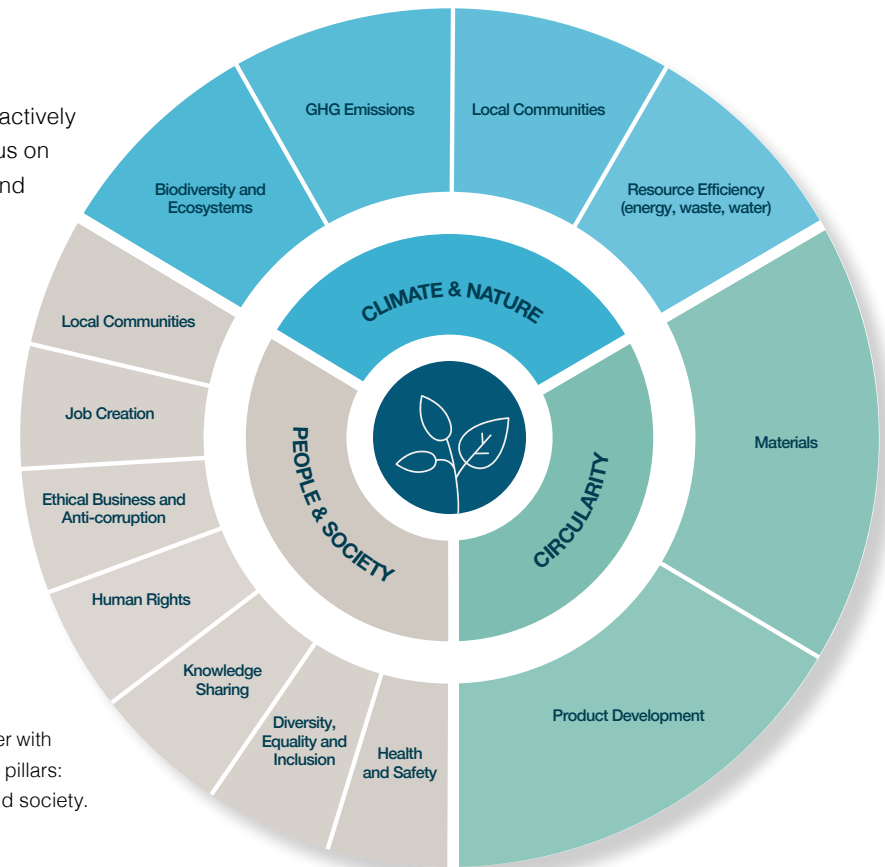 actively
us on
nd
GHG Emissions
Local Communities
Biodiversity and
Ecosystems
Resource Efficiency
(energy, waste, water)
CLIMATE & NATURE
Local Communities
Job Creation
Ethical Business and
Anti-corruption
Human Rights
Knowledge
Sharing
Diversity,
Equality and
Inclusion
Health
and Safety
PEOPLE & SOCIETY
CIRCULARITY
Materials
Product Development
er with
pillars:
d society.